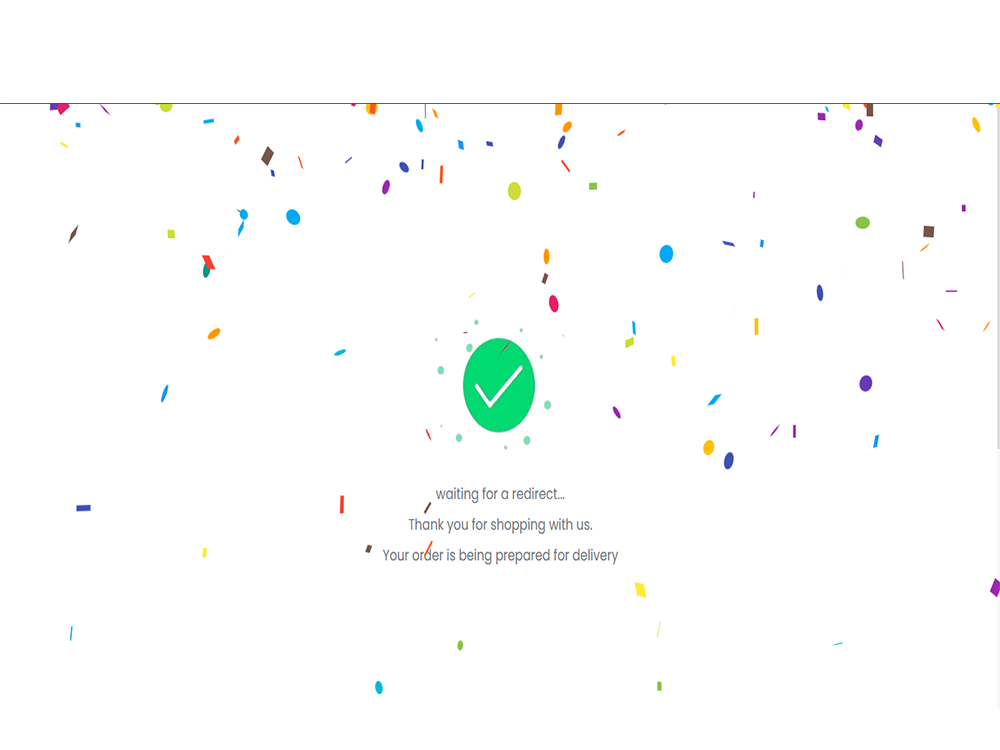 waiting for a redirect...
Thank you for shopping with us.
Your order is being prepared for delivery